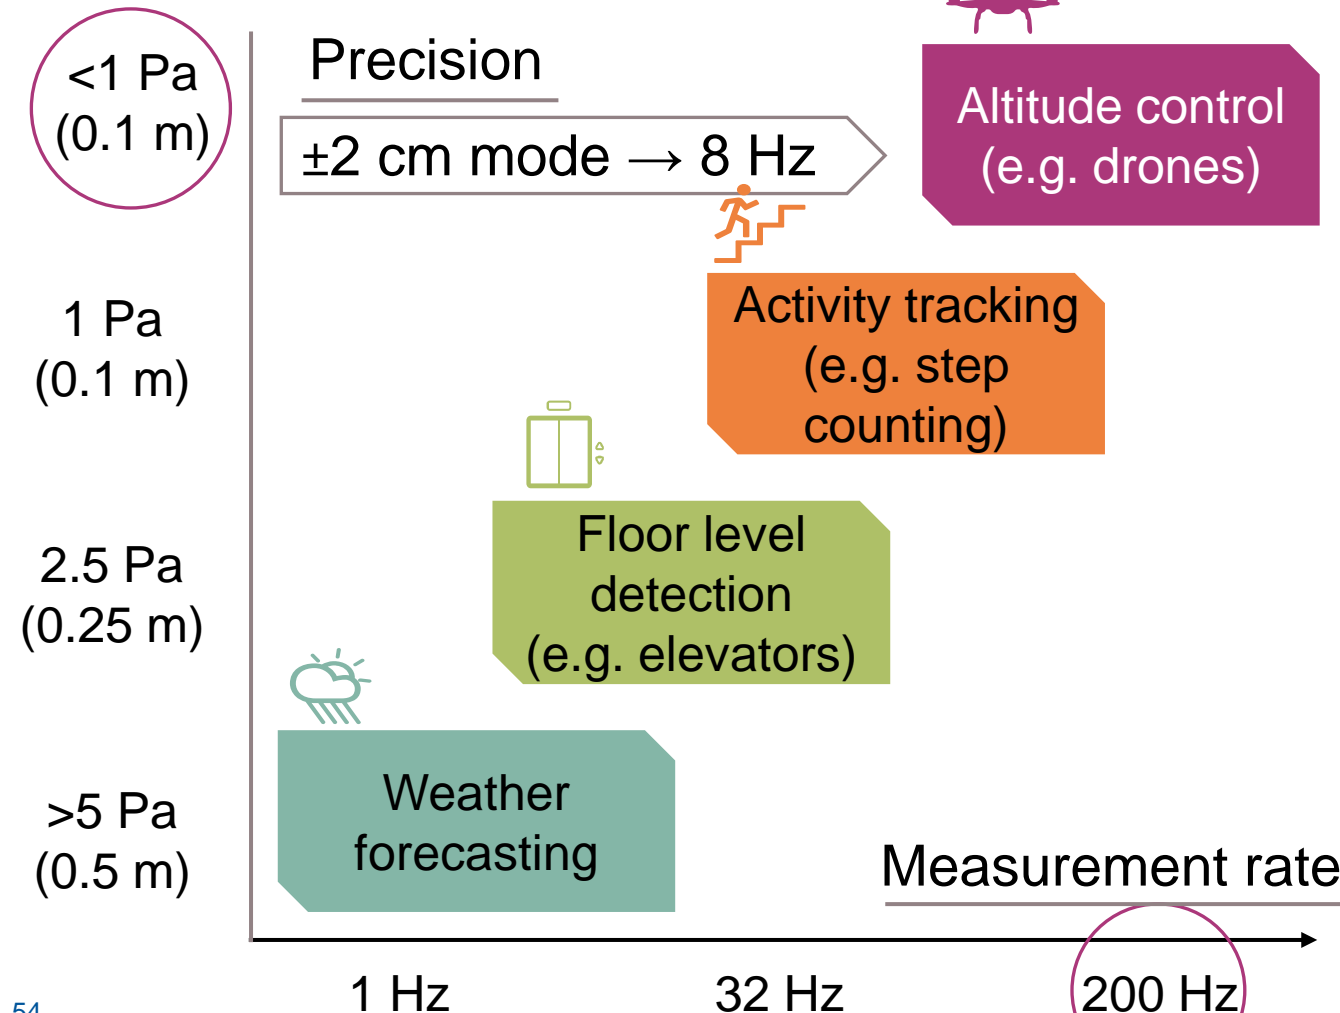 <1 Pa
(0.1 m)
Precision
±2 cm mode → 8 Hz
Altitude control
(e.g. drones)
1 Pa
(0.1 m)
Activity tracking
(e.g. step
counting)
2.5 Pa
(0.25 m)
Floor level
detection
(e.g. elevators)
>5 Pa
(0.5 m)
Weather
forecasting
Measurement rate
1 Hz
32 Hz
200 Hz
54